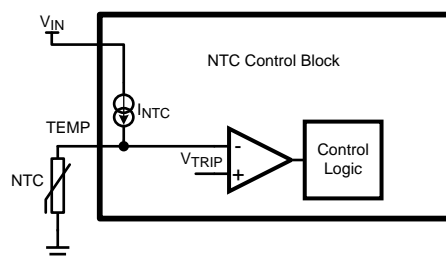 VIN
NTC Control Block
INTC
TEMP
VTRIP
-
+
Control
Logic
NTC